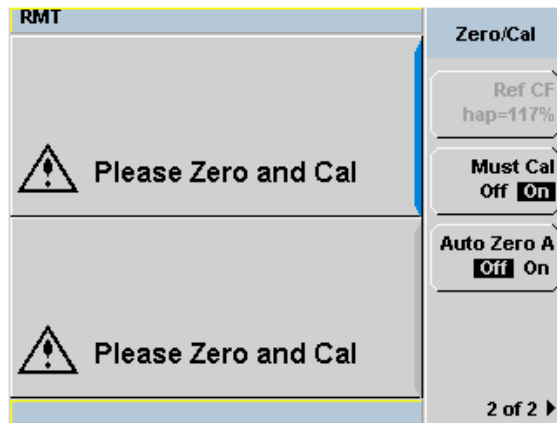 RMT
Please Zero and Cal
Please Zero and Cal
Zero/Cal
Ref CF
hap=117%
Must Cal
Off On
Auto Zero A
Off On
2 of 2